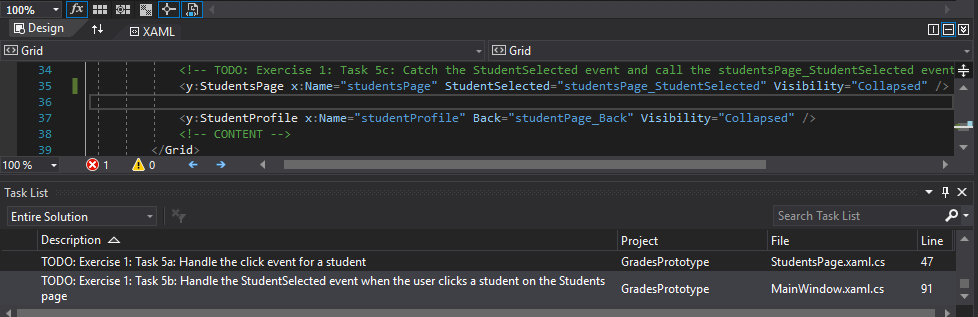 100%
Design
XAML
Grid
Grid
34 <!-- TODO: Exercise 1: Task 5c: Catch the StudentSelected event and call the studentsPage_StudentSelected event
35 <y:StudentsPage x:Name="studentsPage" StudentSelected="studentsPage_StudentSelected" Visibility="Collapsed" />
36
37 <y:StudentProfile x:Name="studentProfile" Back="studentPage_Back" Visibility="Collapsed" />
38 <!-- CONTENT -->
39 </Grid>
100 %
1
0
Task List
Entire Solution
Search Task List
Description Project File Line
TODO: Exercise 1: Task 5a: Handle the click event for a student GradesPrototype StudentsPage.xaml.cs 47
TODO: Exercise 1: Task 5b: Handle the StudentSelected event when the user clicks a student on the Students
page GradesPrototype MainWindow.xaml.cs 91